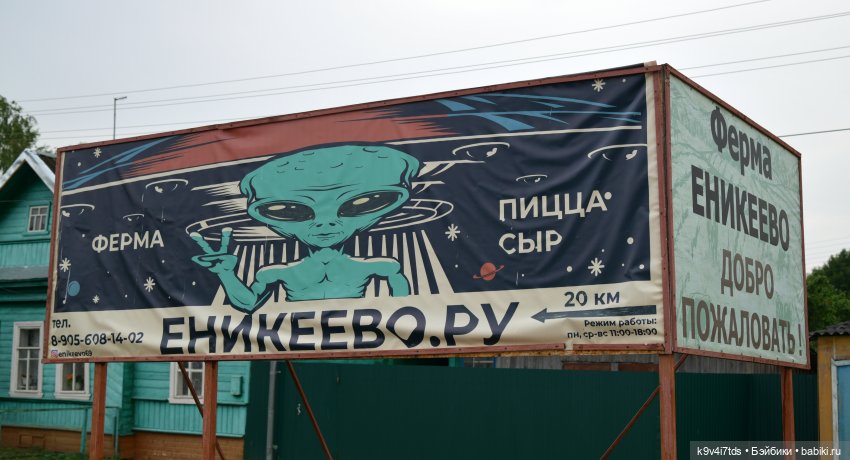 ФЕРМА
ПИЦЦА
СЫР
тел.
8-905-608-14-02
enikeevo69
ЕНИКЕЕВО.РУ
20 км
Режим работы:
пн, ср-вс 11:00-18:00
Ферма
ЕНИКЕЕВО
ДОБРО
ПОЖАЛОВАТЬ!
k9v4i7tds • Бэйбики • babiki.ru